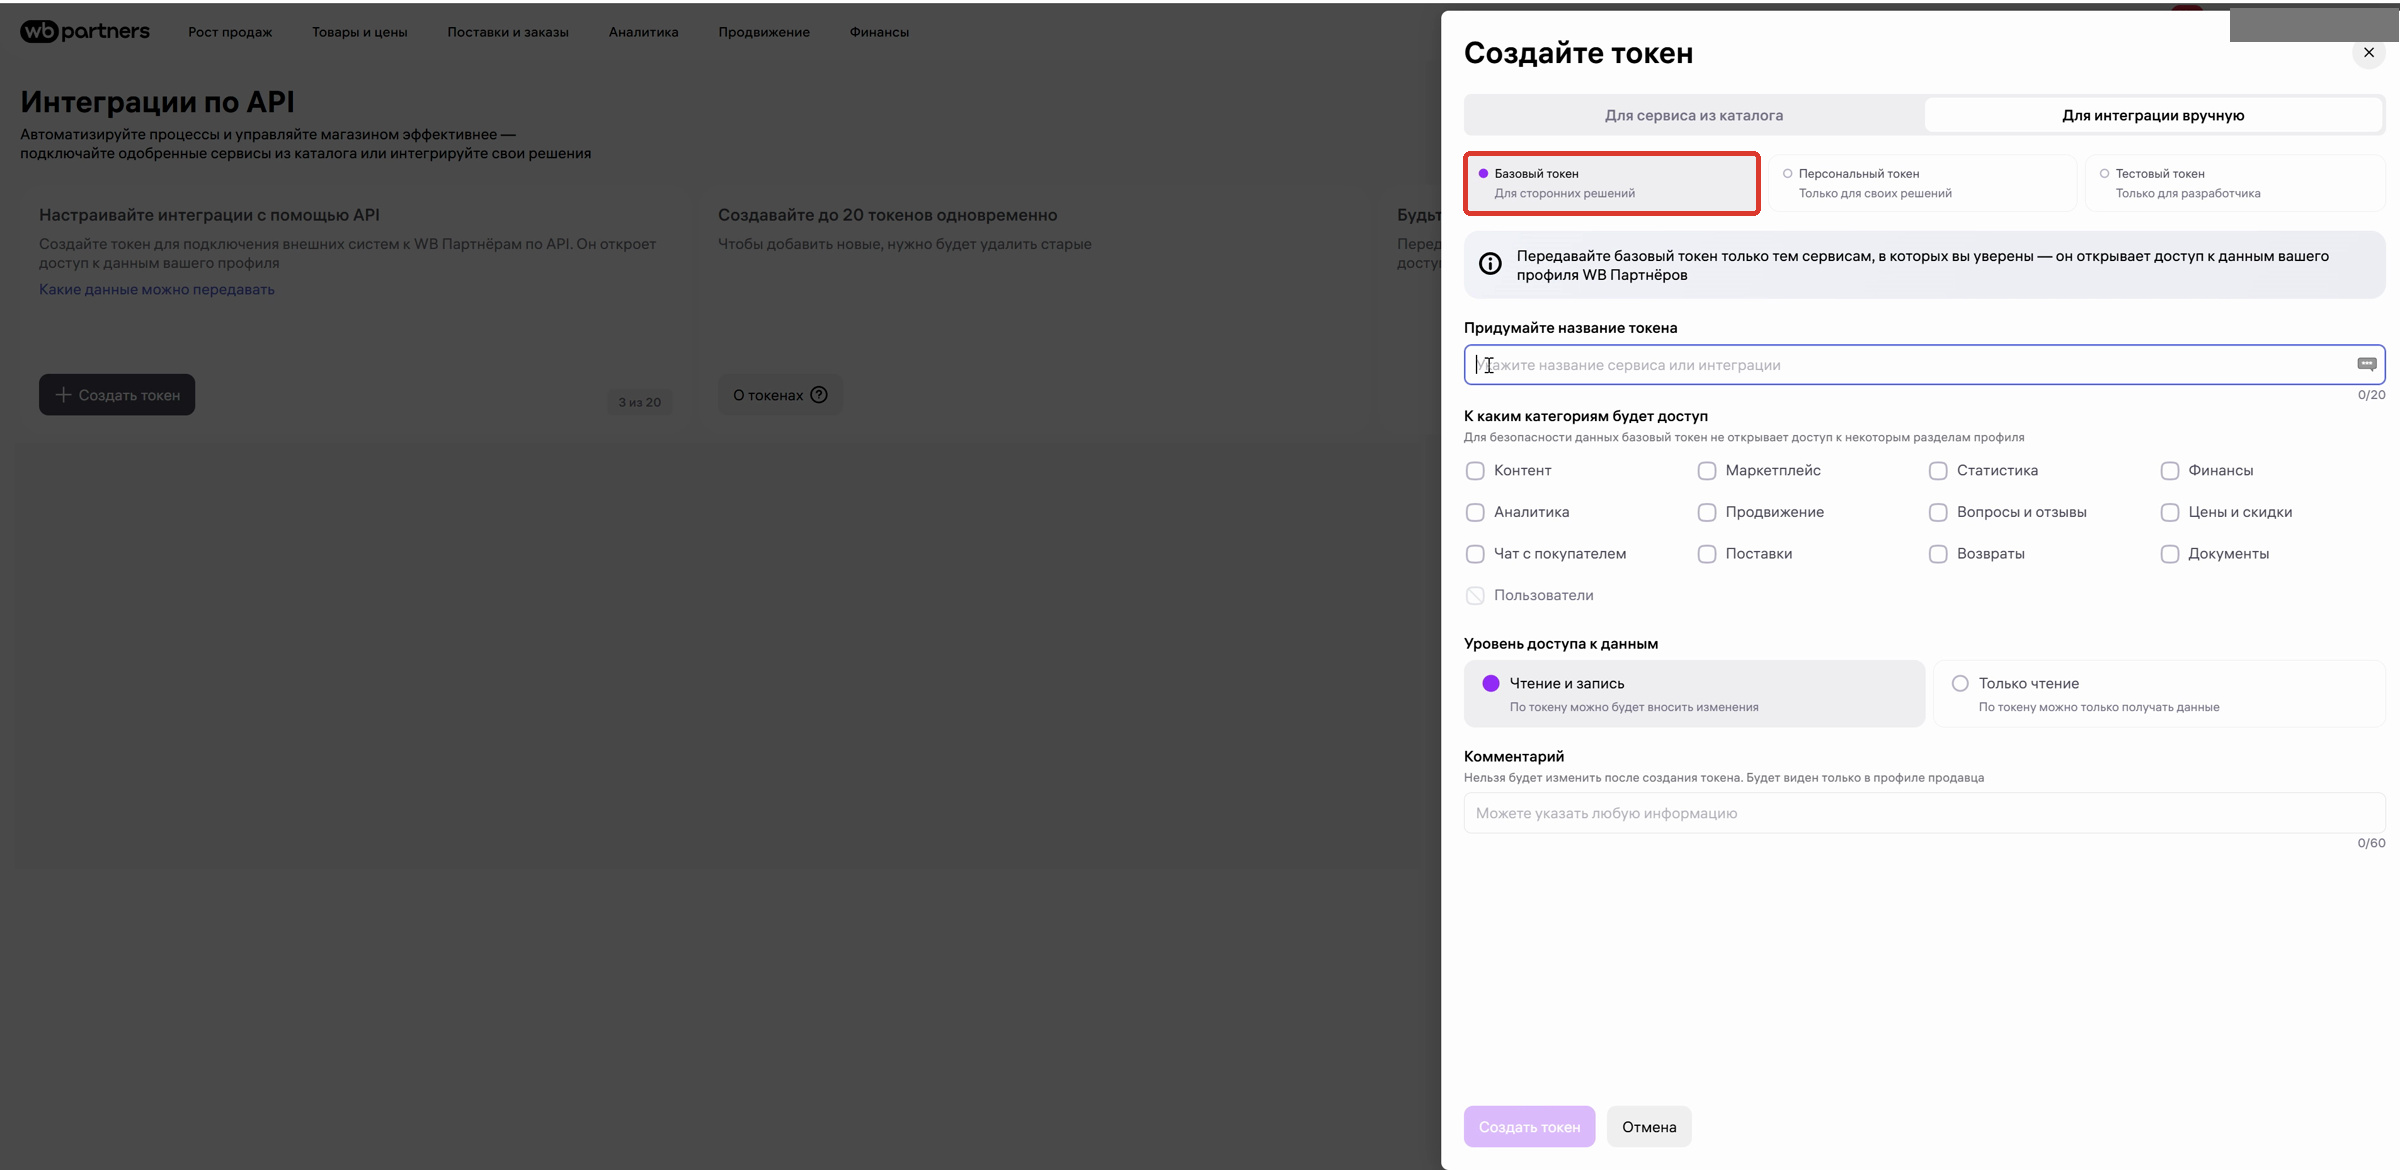 wb partners
Рост продаж
Товары и цены
Поставки и заказы
Аналитика
Продвижение
Финансы
Интеграции по API
Автоматизируйте процессы и управляйте магазином эффективнее —
подключайте одобренные сервисы из каталога или интегрируйте свои решения
Настраивайте интеграции с помощью API
Создайте токен для подключения внешних систем к WB Партнёрам по API. Он откроет
доступ к данным вашего профиля
Какие данные можно передавать
Создать токен
3 из 20
Создавайте до 20 токенов одновременно
Чтобы добавить новые, нужно будет удалить старые
О токенах
Создайте токен
Для сервиса из каталога
Для интеграции вручную
Базовый токен
Для сторонних решений
Персональный токен
Только для своих решений
Тестовый токен
Только для разработчика
Передавайте базовый токен только тем сервисам, в которых вы уверены — он открывает доступ к данным вашего
профиля WB Партнёров
Придумайте название токена
Укажите название сервиса или интеграции
0/20
К каким категориям будет доступ
Для безопасности данных базовый токен не открывает доступ к некоторым разделам профиля
Контент
Маркетплейс
Статистика
Финансы
Аналитика
Продвижение
Вопросы и отзывы
Цены и скидки
Чат с покупателем
Поставки
Возвраты
Документы
Пользователи
Уровень доступа к данным
Чтение и запись
По токену можно будет вносить изменения
Только чтение
По токену можно только получать данные
Комментарий
Нельзя будет изменить после создания токена. Будет виден только в профиле продавца
Можете указать любую информацию
0/60
Создать токен
Отмена